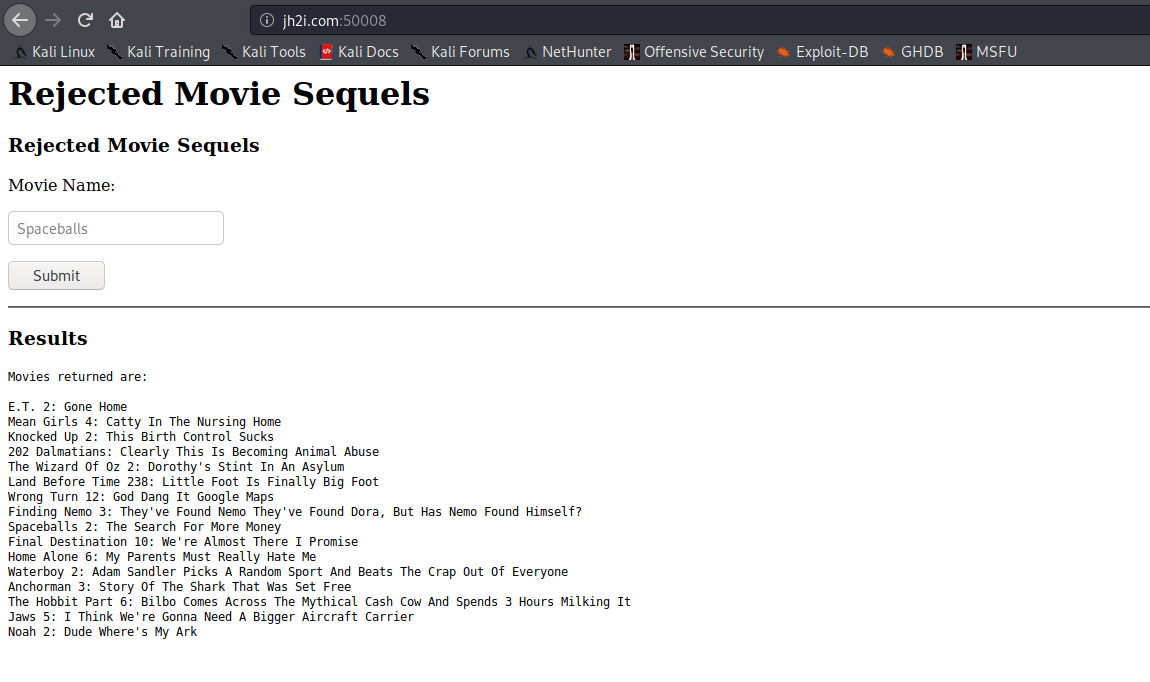 jh2i.com:50008
Kali Linux Kali Training Kali Tools Kali Docs Kali Forums NetHunter Offensive Security Exploit-DB GHDB MSFU
Rejected Movie Sequels
Rejected Movie Sequels
Movie Name:
Spaceballs
Submit
Results
Movies returned are:
E.T. 2: Gone Home
Mean Girls 4: Catty In The Nursing Home
Knocked Up 2: This Birth Control Sucks
202 Dalmatians: Clearly This Is Becoming Animal Abuse
The Wizard Of Oz 2: Dorothy's Stint In An Asylum
Land Before Time 238: Little Foot Is Finally Big Foot
Wrong Turn 12: God Dang It Google Maps
Finding Nemo 3: They've Found Nemo They've Found Dora, But Has Nemo Found Himself?
Spaceballs 2: The Search For More Money
Final Destination 10: We're Almost There I Promise
Home Alone 6: My Parents Must Really Hate Me
Waterboy 2: Adam Sandler Picks A Random Sport And Beats The Crap Out Of Everyone
Anchorman 3: Story Of The Shark That Was Set Free
The Hobbit Part 6: Bilbo Comes Across The Mythical Cash Cow And Spends 3 Hours Milking It
Jaws 5: I Think We're Gonna Need A Bigger Aircraft Carrier
Noah 2: Dude Where's My Ark